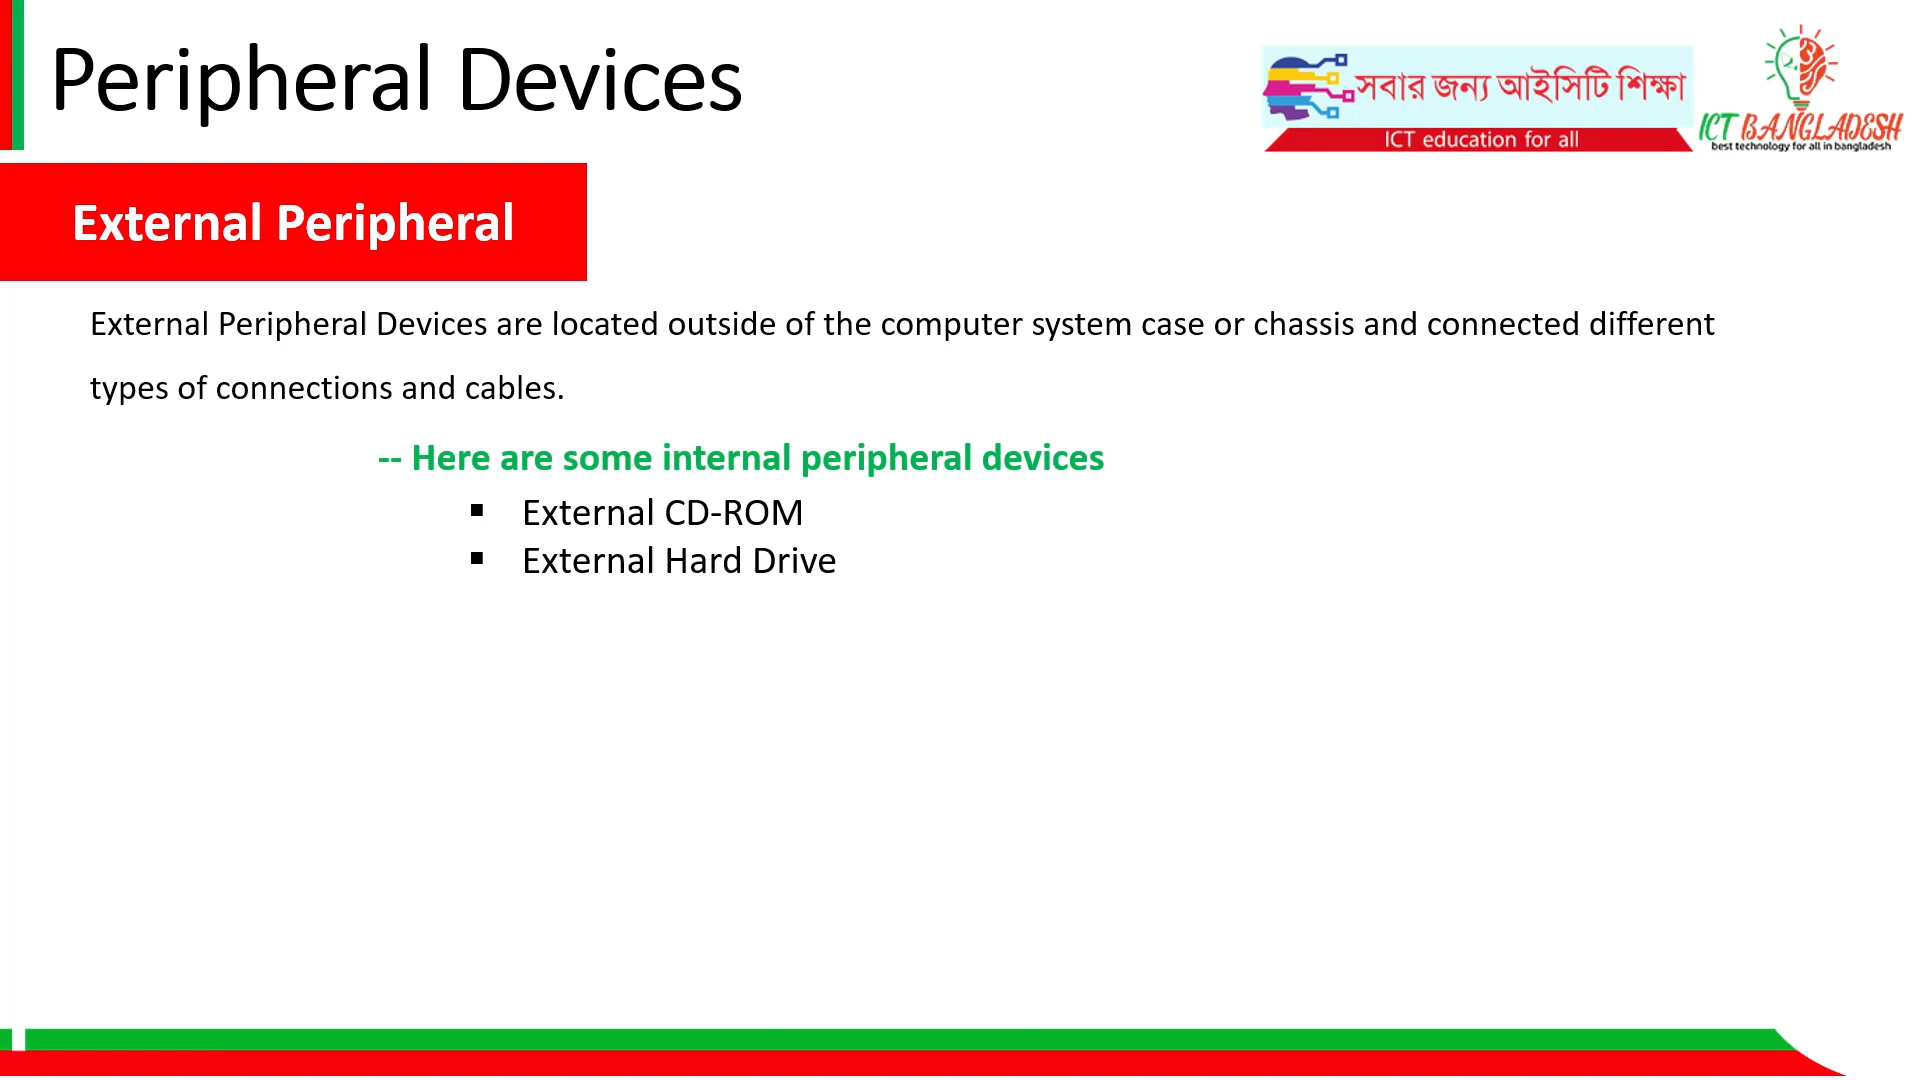 Peripheral Devices
সবার জন্য আইসিটি শিক্ষা
ICT education for all
ICT BANGLADESH
best technology for all in bangladesh
External Peripheral
External Peripheral Devices are located outside of the computer system case or chassis and connected different
types of connections and cables.
-- Here are some internal peripheral devices
▪ External CD-ROM
▪ External Hard Drive